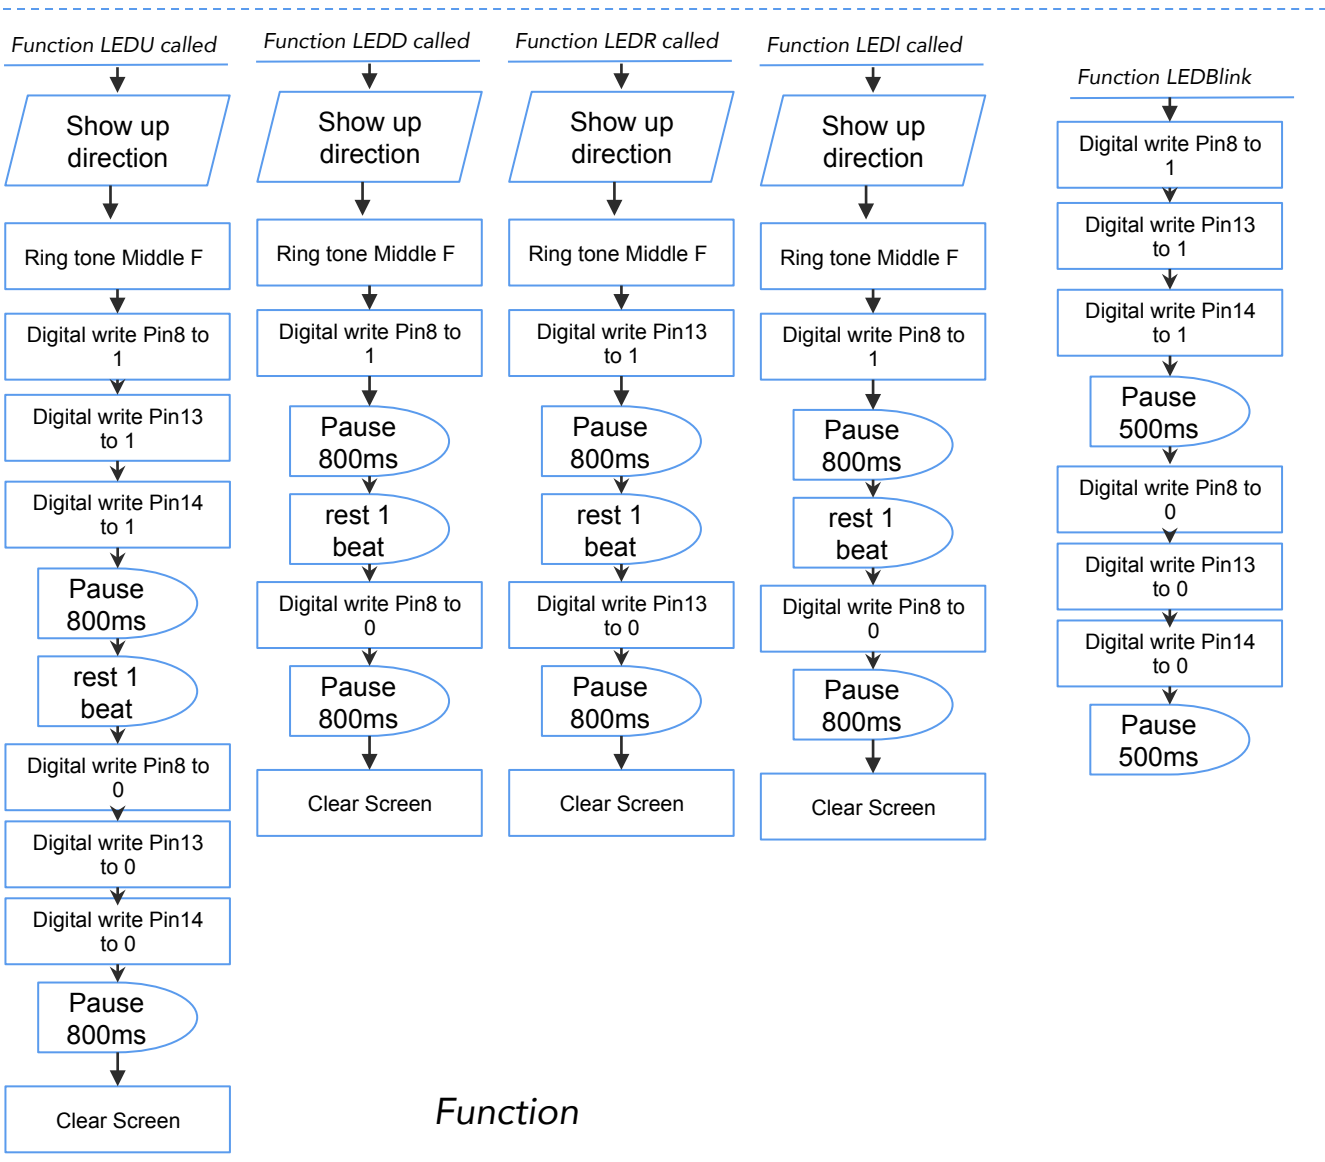 Function LEDU called
Show up
direction
Ring tone Middle F
Digital write Pin8 to
1
Digital write Pin13
to 1
Digital write Pin14
to 1
Pause
800ms
rest 1
beat
Digital write Pin8 to
0
Digital write Pin13
to 0
Digital write Pin14
to 0
Pause
800ms
Clear Screen
Function LEDD called
Show up
direction
Ring tone Middle F
Digital write Pin8 to
1
Pause
800ms
rest 1
beat
Digital write Pin8 to
0
Pause
800ms
Clear Screen
Function LEDR called
Show up
direction
Ring tone Middle F
Digital write Pin13
to 1
Pause
800ms
rest 1
beat
Digital write Pin13
to 0
Pause
800ms
Clear Screen
Function LEDl called
Show up
direction
Ring tone Middle F
Digital write Pin8 to
1
Pause
800ms
rest 1
beat
Digital write Pin8 to
0
Pause
800ms
Clear Screen
Function LEDBlink
Digital write Pin8 to
1
Digital write Pin13
to 1
Digital write Pin14
to 1
Pause
500ms
Digital write Pin8 to
0
Digital write Pin13
to 0
Digital write Pin14
to 0
Pause
500ms
Function